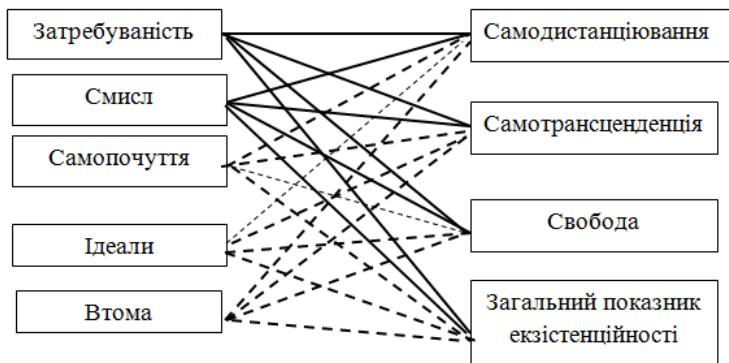 Затребуваність
Смисл
Самопочуття
Ідеали
Втома
Самодистанціювання
Самотрансценденція
Свобода
Загальний показник
екзістенційності